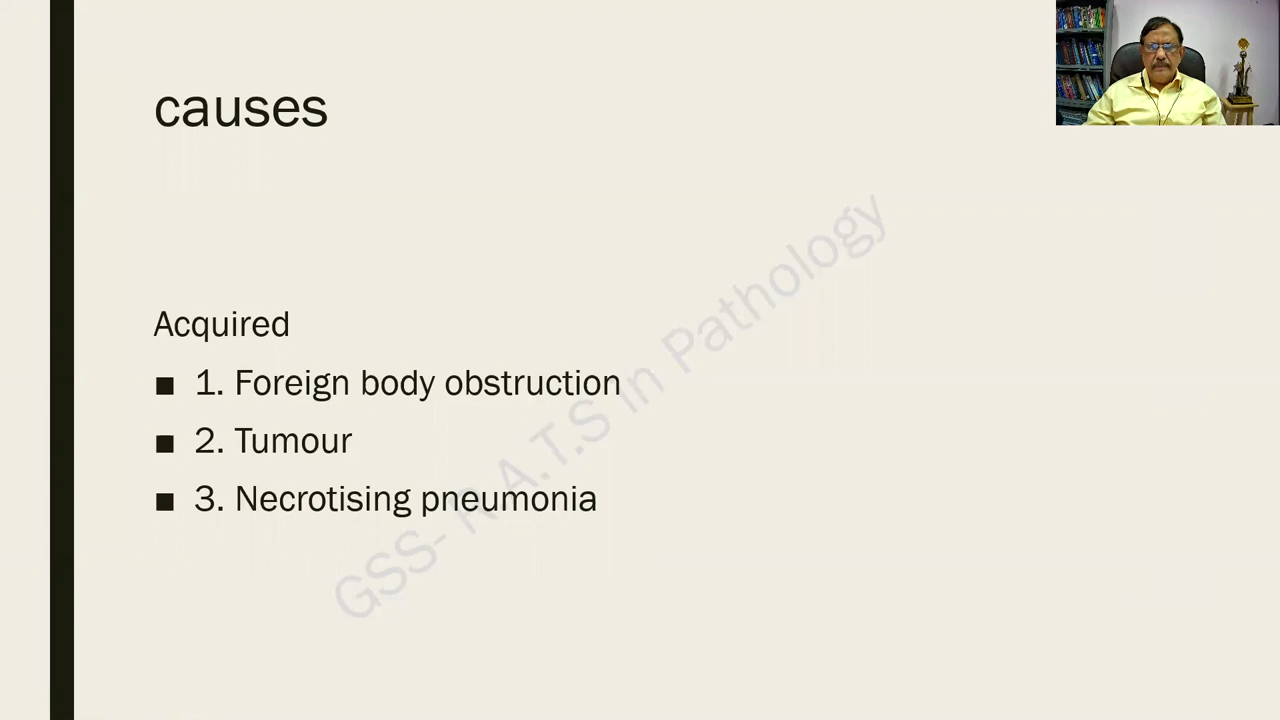 causes
Acquired
■ 1. Foreign body obstruction
■ 2. Tumour
■ 3. Necrotising pneumonia
GSS- R.A.T.S in Pathology